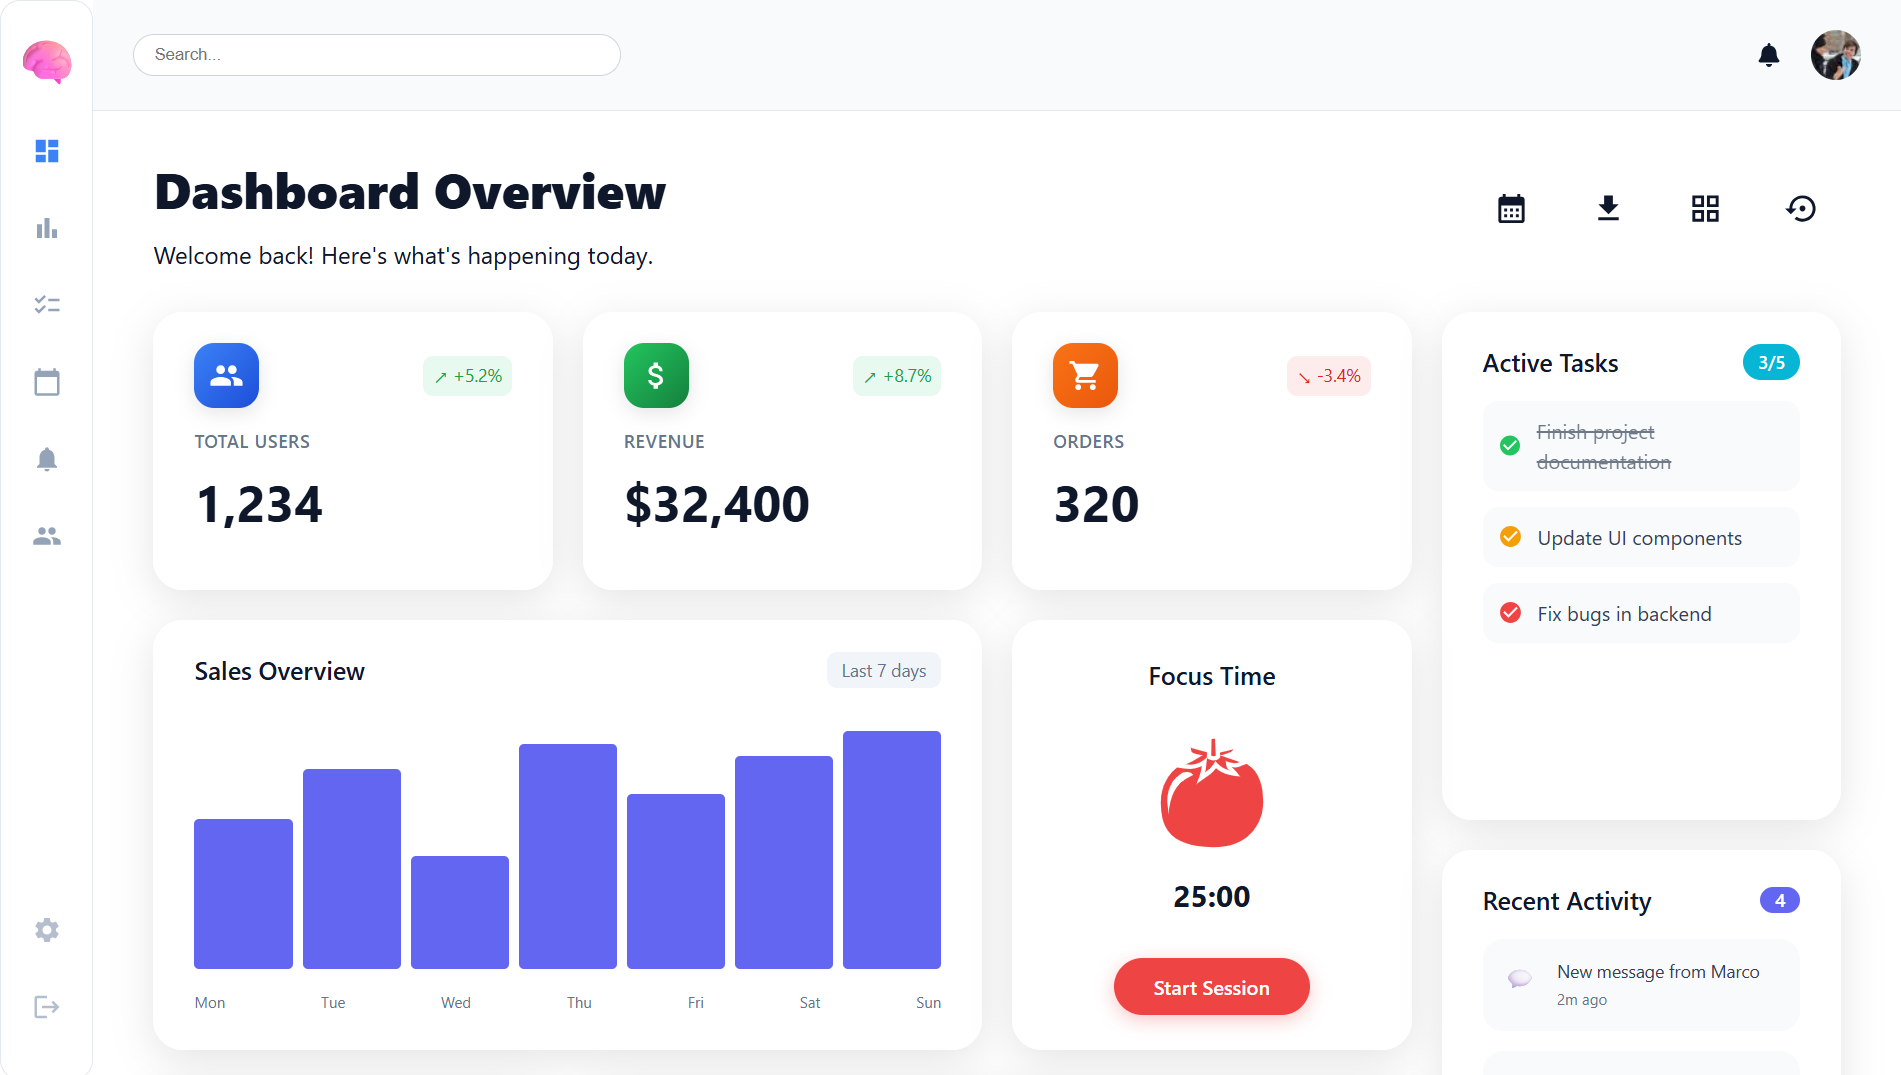 Search...
Dashboard Overview
Welcome back! Here's what's happening today.
↗ +5.2%
TOTAL USERS
1,234
$
↗ +8.7%
REVENUE
$32,400
↘ -3.4%
ORDERS
320
Active Tasks
3/5
Finish project
documentation
Update UI components
Fix bugs in backend
Sales Overview
Last 7 days
Mon Tue Wed Thu Fri Sat Sun
Focus Time
25:00
Start Session
Recent Activity
4
New message from Marco
2m ago